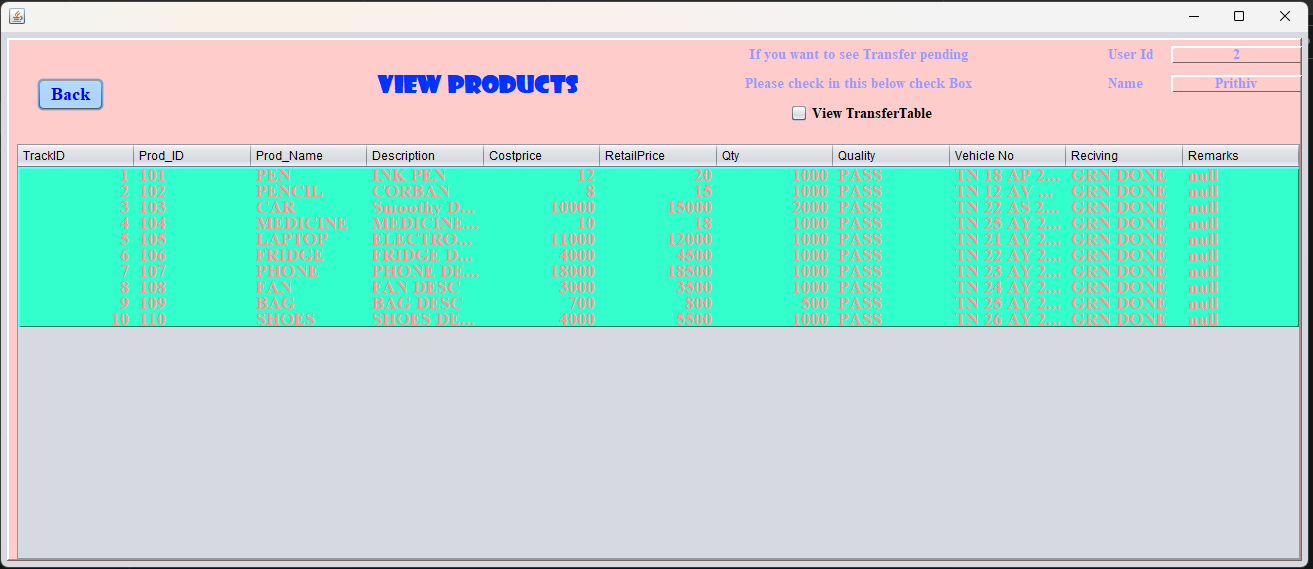 If you want to see Transfer pending User Id 2
Back VIEW PRODUCTS Please check in this below check Box Name Prithiv
View TransferTable
TrackID Prod_ID Prod_Name Description Costprice RetailPrice Qty Quality Vehicle No Reciving Remarks
1 101 PEN INK PEN 12 20 1000 PASS TN 18 AP 2... GRN DONE null
2 102 PENCIL CORBAN 8 15 1000 PASS TN 12 AV ... GRN DONE null
3 103 CAR Smoothy D... 10000 15000 2000 PASS TN 22 AS 2... GRN DONE null
4 104 MEDICINE MEDICINE... 10 18 1000 PASS TN 25 AY 2... GRN DONE null
5 105 LAPTOP ELECTRO... 11000 12000 1000 PASS TN 21 AY 2... GRN DONE null
6 106 FRIDGE FRIDGE D... 4000 4500 1000 PASS TN 22 AY 2... GRN DONE null
7 107 PHONE PHONE DE... 18000 18500 1000 PASS TN 23 AY 2... GRN DONE null
8 108 FAN FAN DESC 3000 3500 1000 PASS TN 24 AY 2... GRN DONE null
9 109 BAG BAG DESC 700 800 500 PASS TN 25 AY 2... GRN DONE null
10 110 SHOES SHOES DE... 4000 5500 1000 PASS TN 26 AY 2... GRN DONE null